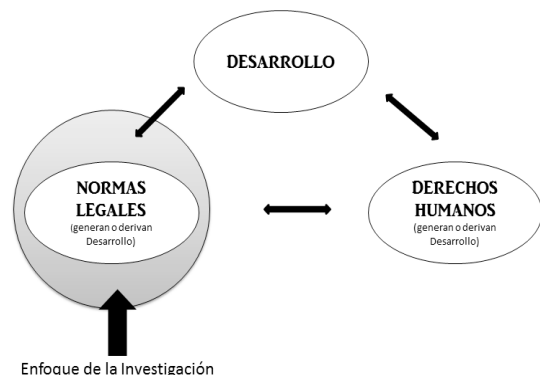 DESARROLLO
NORMAS
LEGALES
(generan o derivan
Desarrollo)
DERECHOS
HUMANOS
(generan o derivan
Desarrollo)
Enfoque de la Investigación